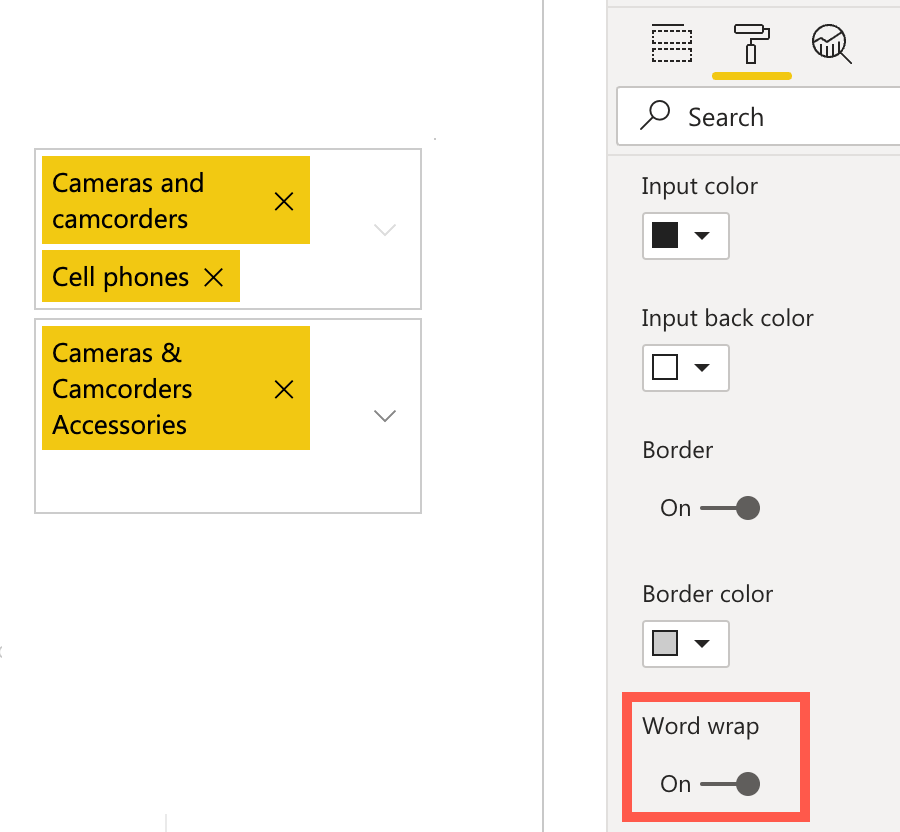 Cameras and
camcorders
Cell phones
Cameras &
Camcorders
Accessories
Search
Input color
Input back color
Border
On
Border color
Word wrap
On